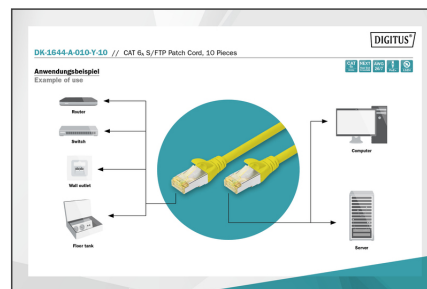 DIGITUS®
DK-1644-A-010-Y-10 // CAT 6A S/FTP Patch Cord, 10 Pieces
Anwendungsbeispiel
Example of use
Router
Switch
Wall outlet
Floor tank
Computer
Server